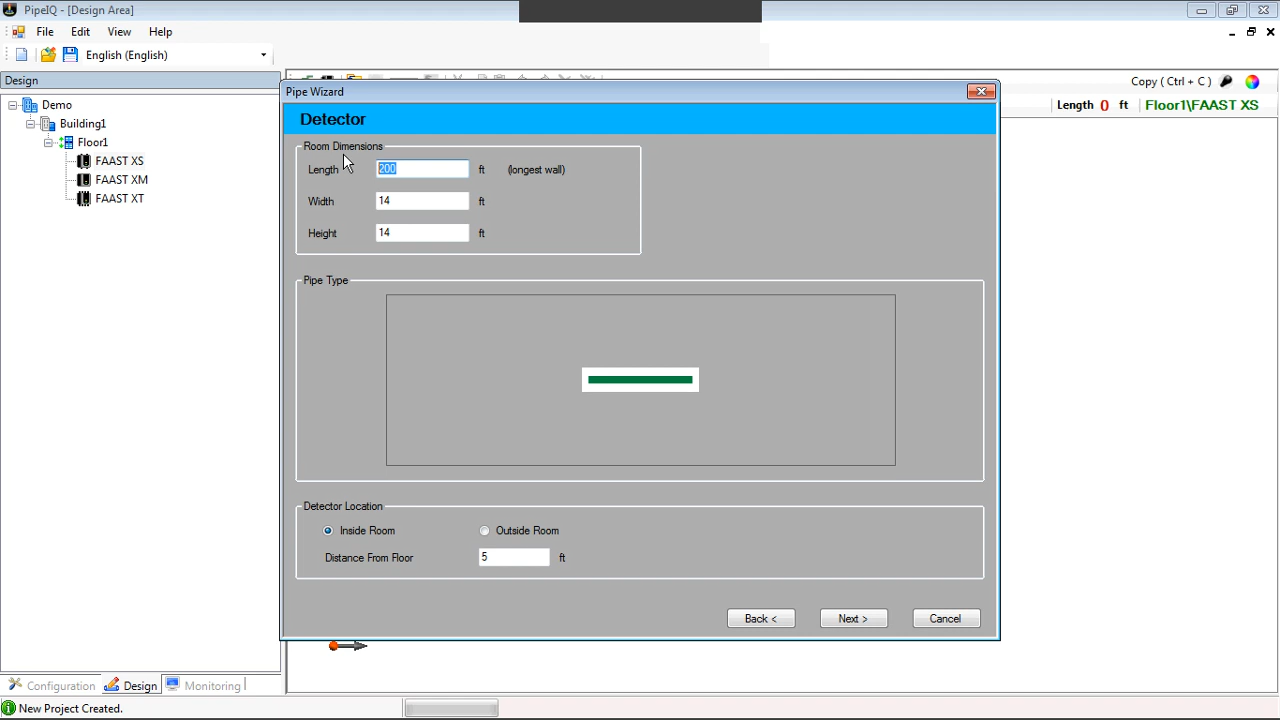 PipeIQ - [Design Area]
File Edit View Help
English (English)
Design
Copy ( Ctrl + C )
Length 0 ft Floor1\FAAST XS
Demo
Building1
Floor1
FAAST XS
FAAST XM
FAAST XT
Pipe Wizard
Detector
Room Dimensions
Length 200 ft (longest wall)
Width 14 ft
Height 14 ft
Pipe Type
Detector Location
Inside Room Outside Room
Distance From Floor 5 ft
Back < Next > Cancel
Configuration Design Monitoring
New Project Created.